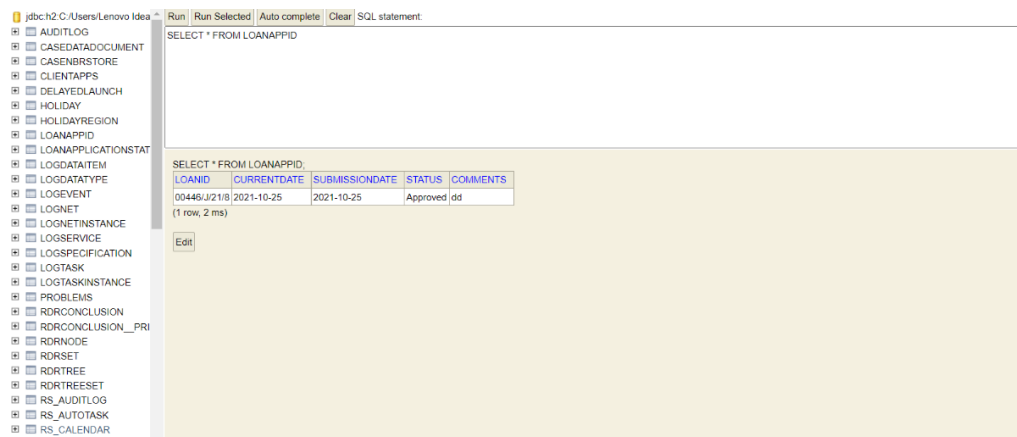 jdbc:h2:C:/Users/Lenovo Idea
AUDITLOG
CASEDATADOCUMENT
CASENBRSTORE
CLIENTAPPS
DELAYEDLAUNCH
HOLIDAY
HOLIDAYREGION
LOANAPPID
LOANAPPLICATIONSTAT
LOGDATAITEM
LOGDATATYPE
LOGEVENT
LOGNET
LOGNETINSTANCE
LOGSERVICE
LOGSPECIFICATION
LOGTASK
LOGTASKINSTANCE
PROBLEMS
RDRCONCLUSION
RDRCONCLUSION__PRI
RDRNODE
RDRSET
RDRTREE
RDRTREESET
RS_AUDITLOG
RS_AUTOTASK
RS_CALENDAR
Run Run Selected Auto complete Clear SQL statement:
SELECT * FROM LOANAPPID
SELECT * FROM LOANAPPID;
LOANID CURRENTDATE SUBMISSIONDATE STATUS COMMENTS
00446/J/21/8 2021-10-25 2021-10-25 Approved dd
(1 row, 2 ms)
Edit